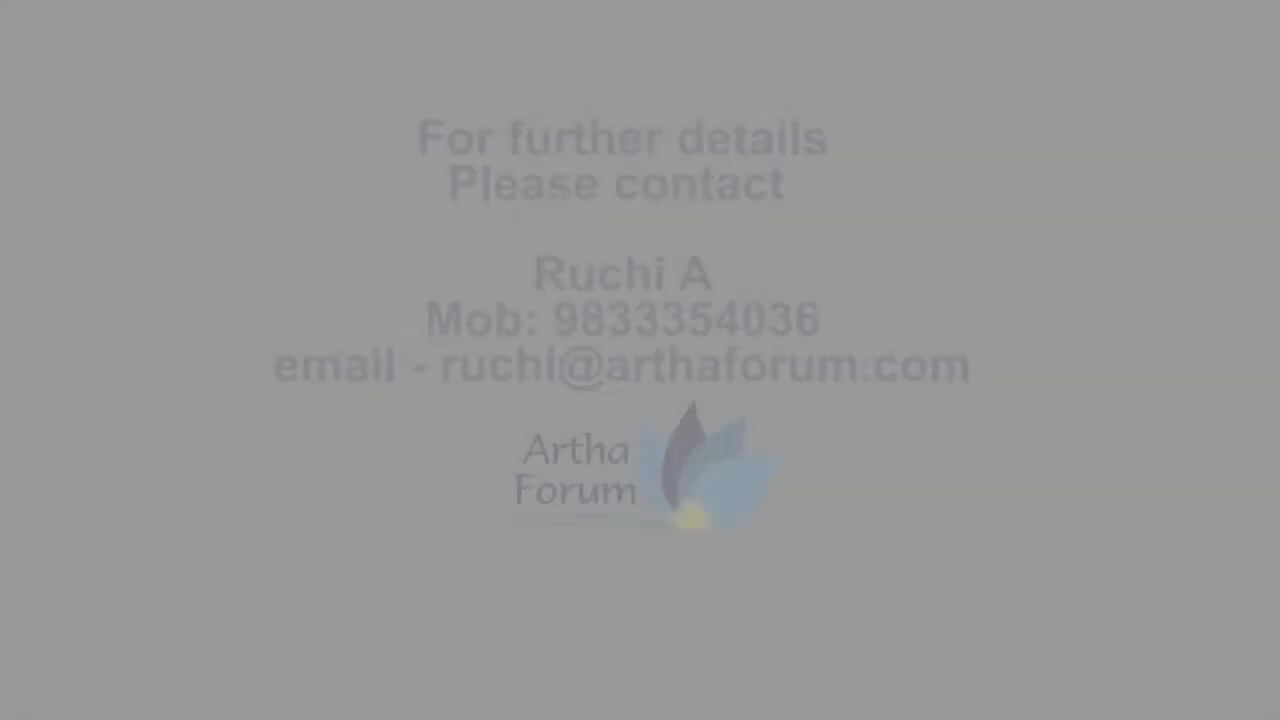 For further details
Please contact
Ruchi A
Mob: 9833354036
email - ruchi@arthaforum.com
Artha
Forum